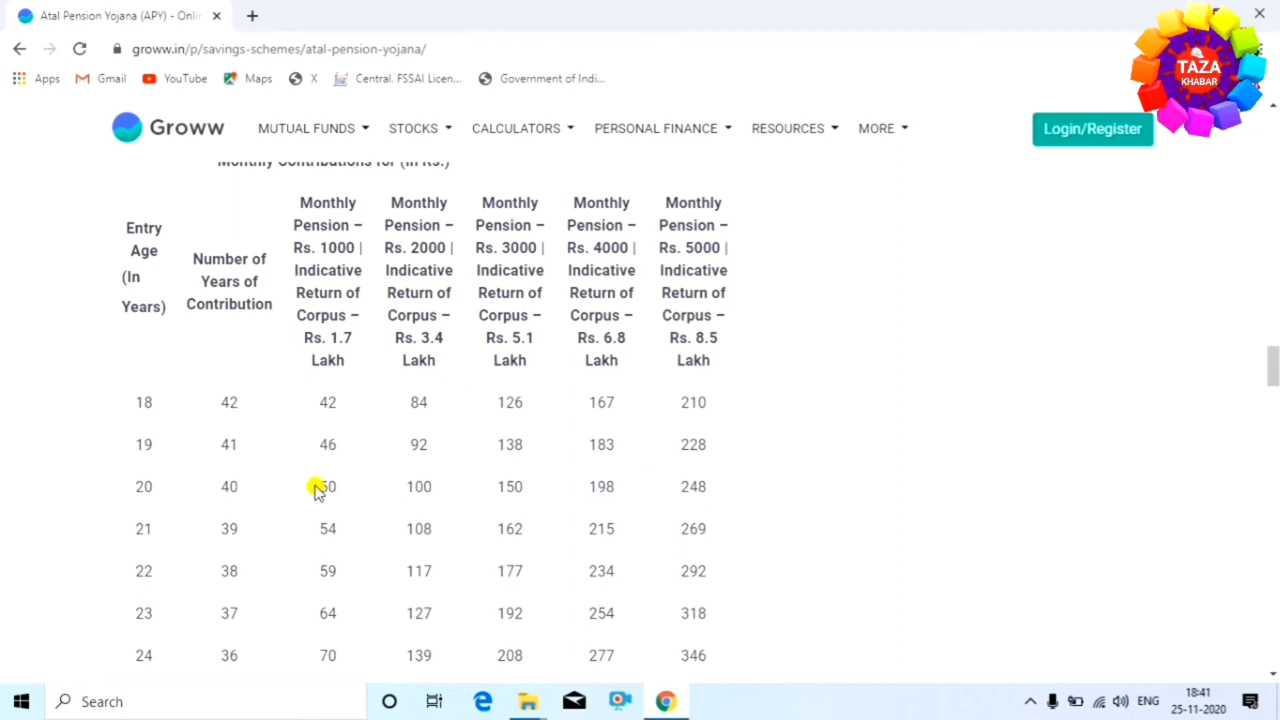 Atal Pension Yojana (APY) - Onli
groww.in/p/savings-schemes/atal-pension-yojana/
Apps Gmail YouTube Maps X Central. FSSAI Licen... Government of Indi...
TAZA
KHABAR
Groww MUTUAL FUNDS STOCKS CALCULATORS PERSONAL FINANCE RESOURCES MORE Login/Register
Monthly Contributions for (in Rs.)
Entry
Age
(In
Years)
Number of
Years of
Contribution
Monthly
Pension –
Rs. 1000 |
Indicative
Return of
Corpus –
Rs. 1.7
Lakh
Monthly
Pension –
Rs. 2000 |
Indicative
Return of
Corpus –
Rs. 3.4
Lakh
Monthly
Pension –
Rs. 3000 |
Indicative
Return of
Corpus –
Rs. 5.1
Lakh
Monthly
Pension –
Rs. 4000 |
Indicative
Return of
Corpus –
Rs. 6.8
Lakh
Monthly
Pension –
Rs. 5000 |
Indicative
Return of
Corpus –
Rs. 8.5
Lakh
18 42 42 84 126 167 210
19 41 46 92 138 183 228
20 40 50 100 150 198 248
21 39 54 108 162 215 269
22 38 59 117 177 234 292
23 37 64 127 192 254 318
24 36 70 139 208 277 346
Search
ENG
18:41
25-11-2020